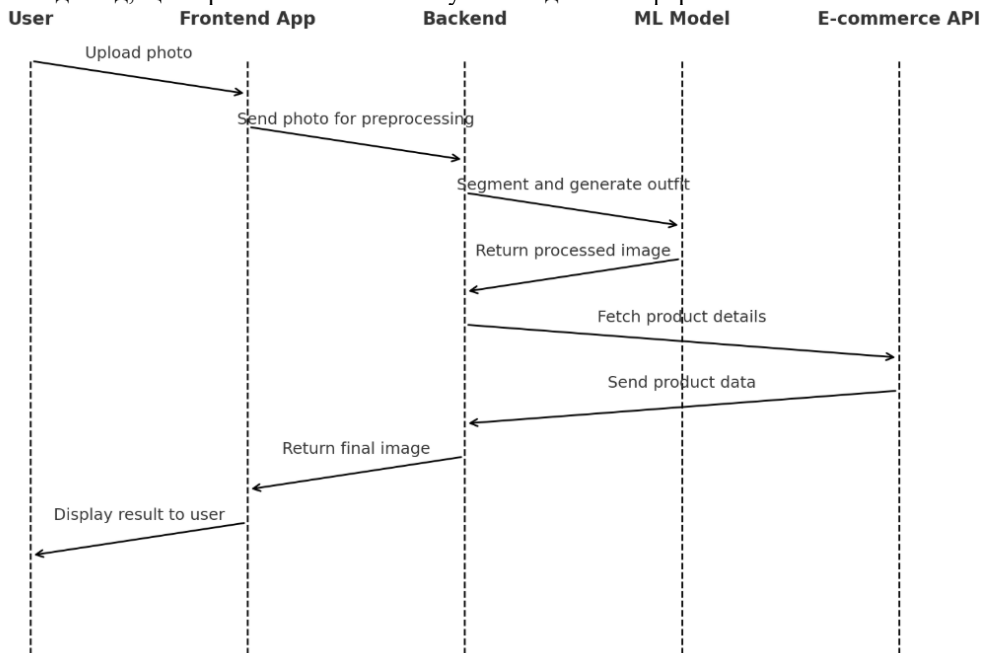 User Frontend App Backend ML Model E-commerce API
Upload photo
Send photo for preprocessing
Segment and generate outfit
Return processed image
Fetch product details
Send product data
Return final image
Display result to user